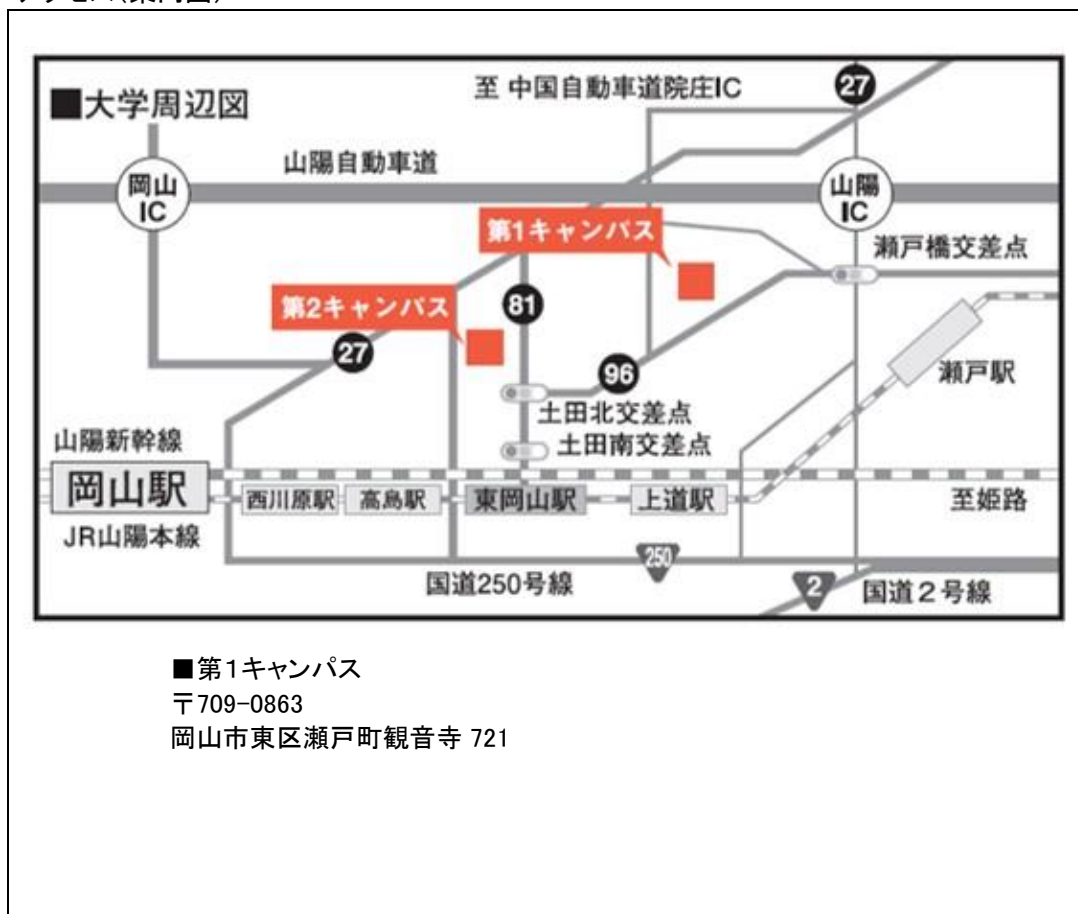 ■大学周辺図
至 中国自動車道院庄IC
27
山陽自動車道
岡山
IC
山陽
IC
第1キャンパス
瀬戸橋交差点
第2キャンパス
81
27
96
瀬戸駅
土田北交差点
土田南交差点
山陽新幹線
岡山駅
西川原駅
高島駅
東岡山駅
上道駅
至姫路
JR山陽本線
250
国道250号線
2
国道2号線
■第1キャンパス
〒709-0863
岡山市東区瀬戸町観音寺 721